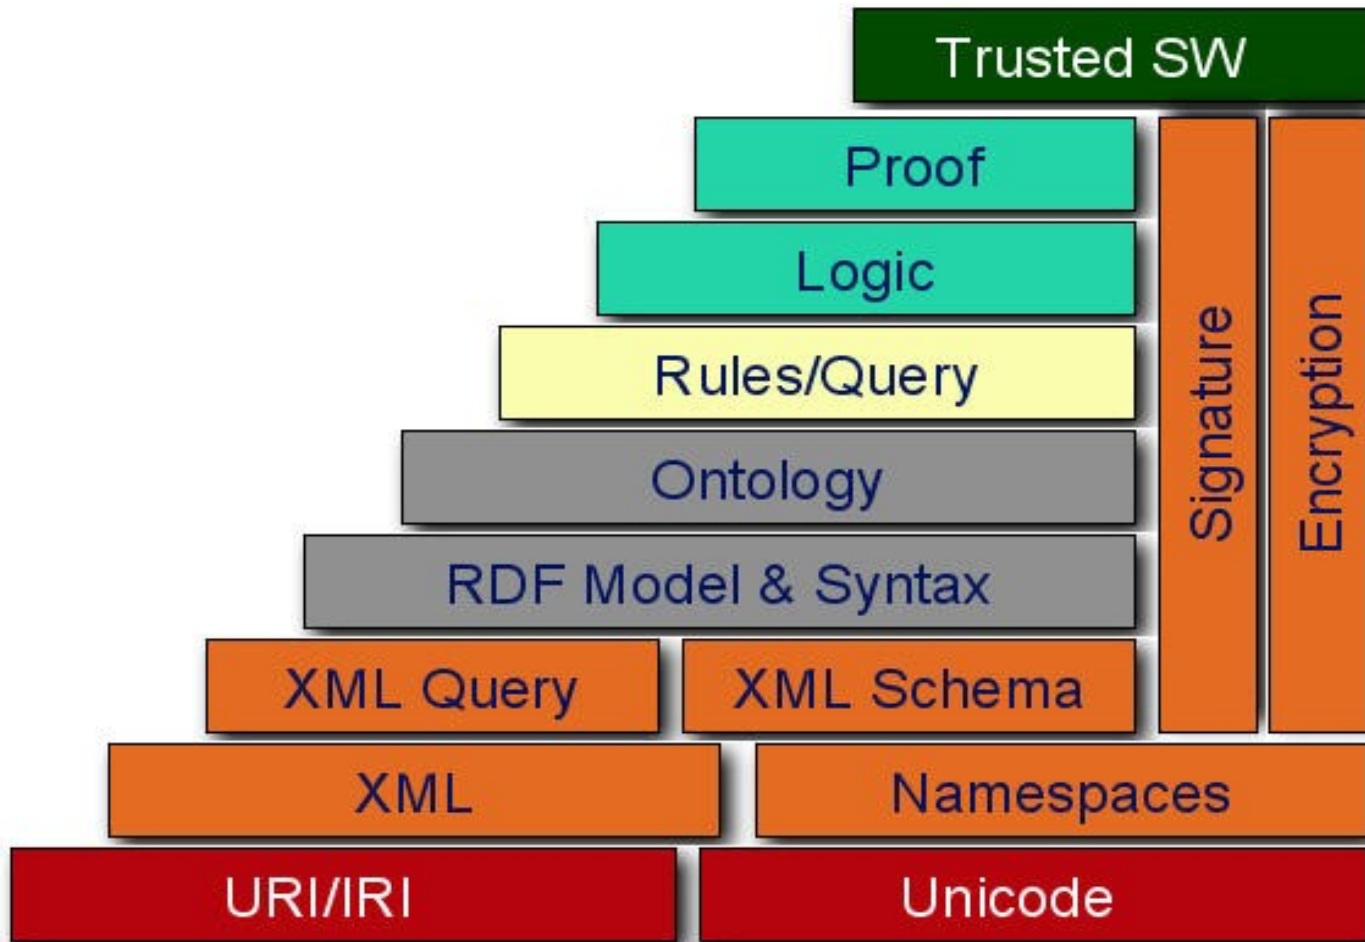 Trusted SW
Proof
Logic
Rules/Query
Ontology
RDF Model & Syntax
Signature
Encryption
XML Query
XML Schema
XML
Namespaces
URI/IRI
Unicode